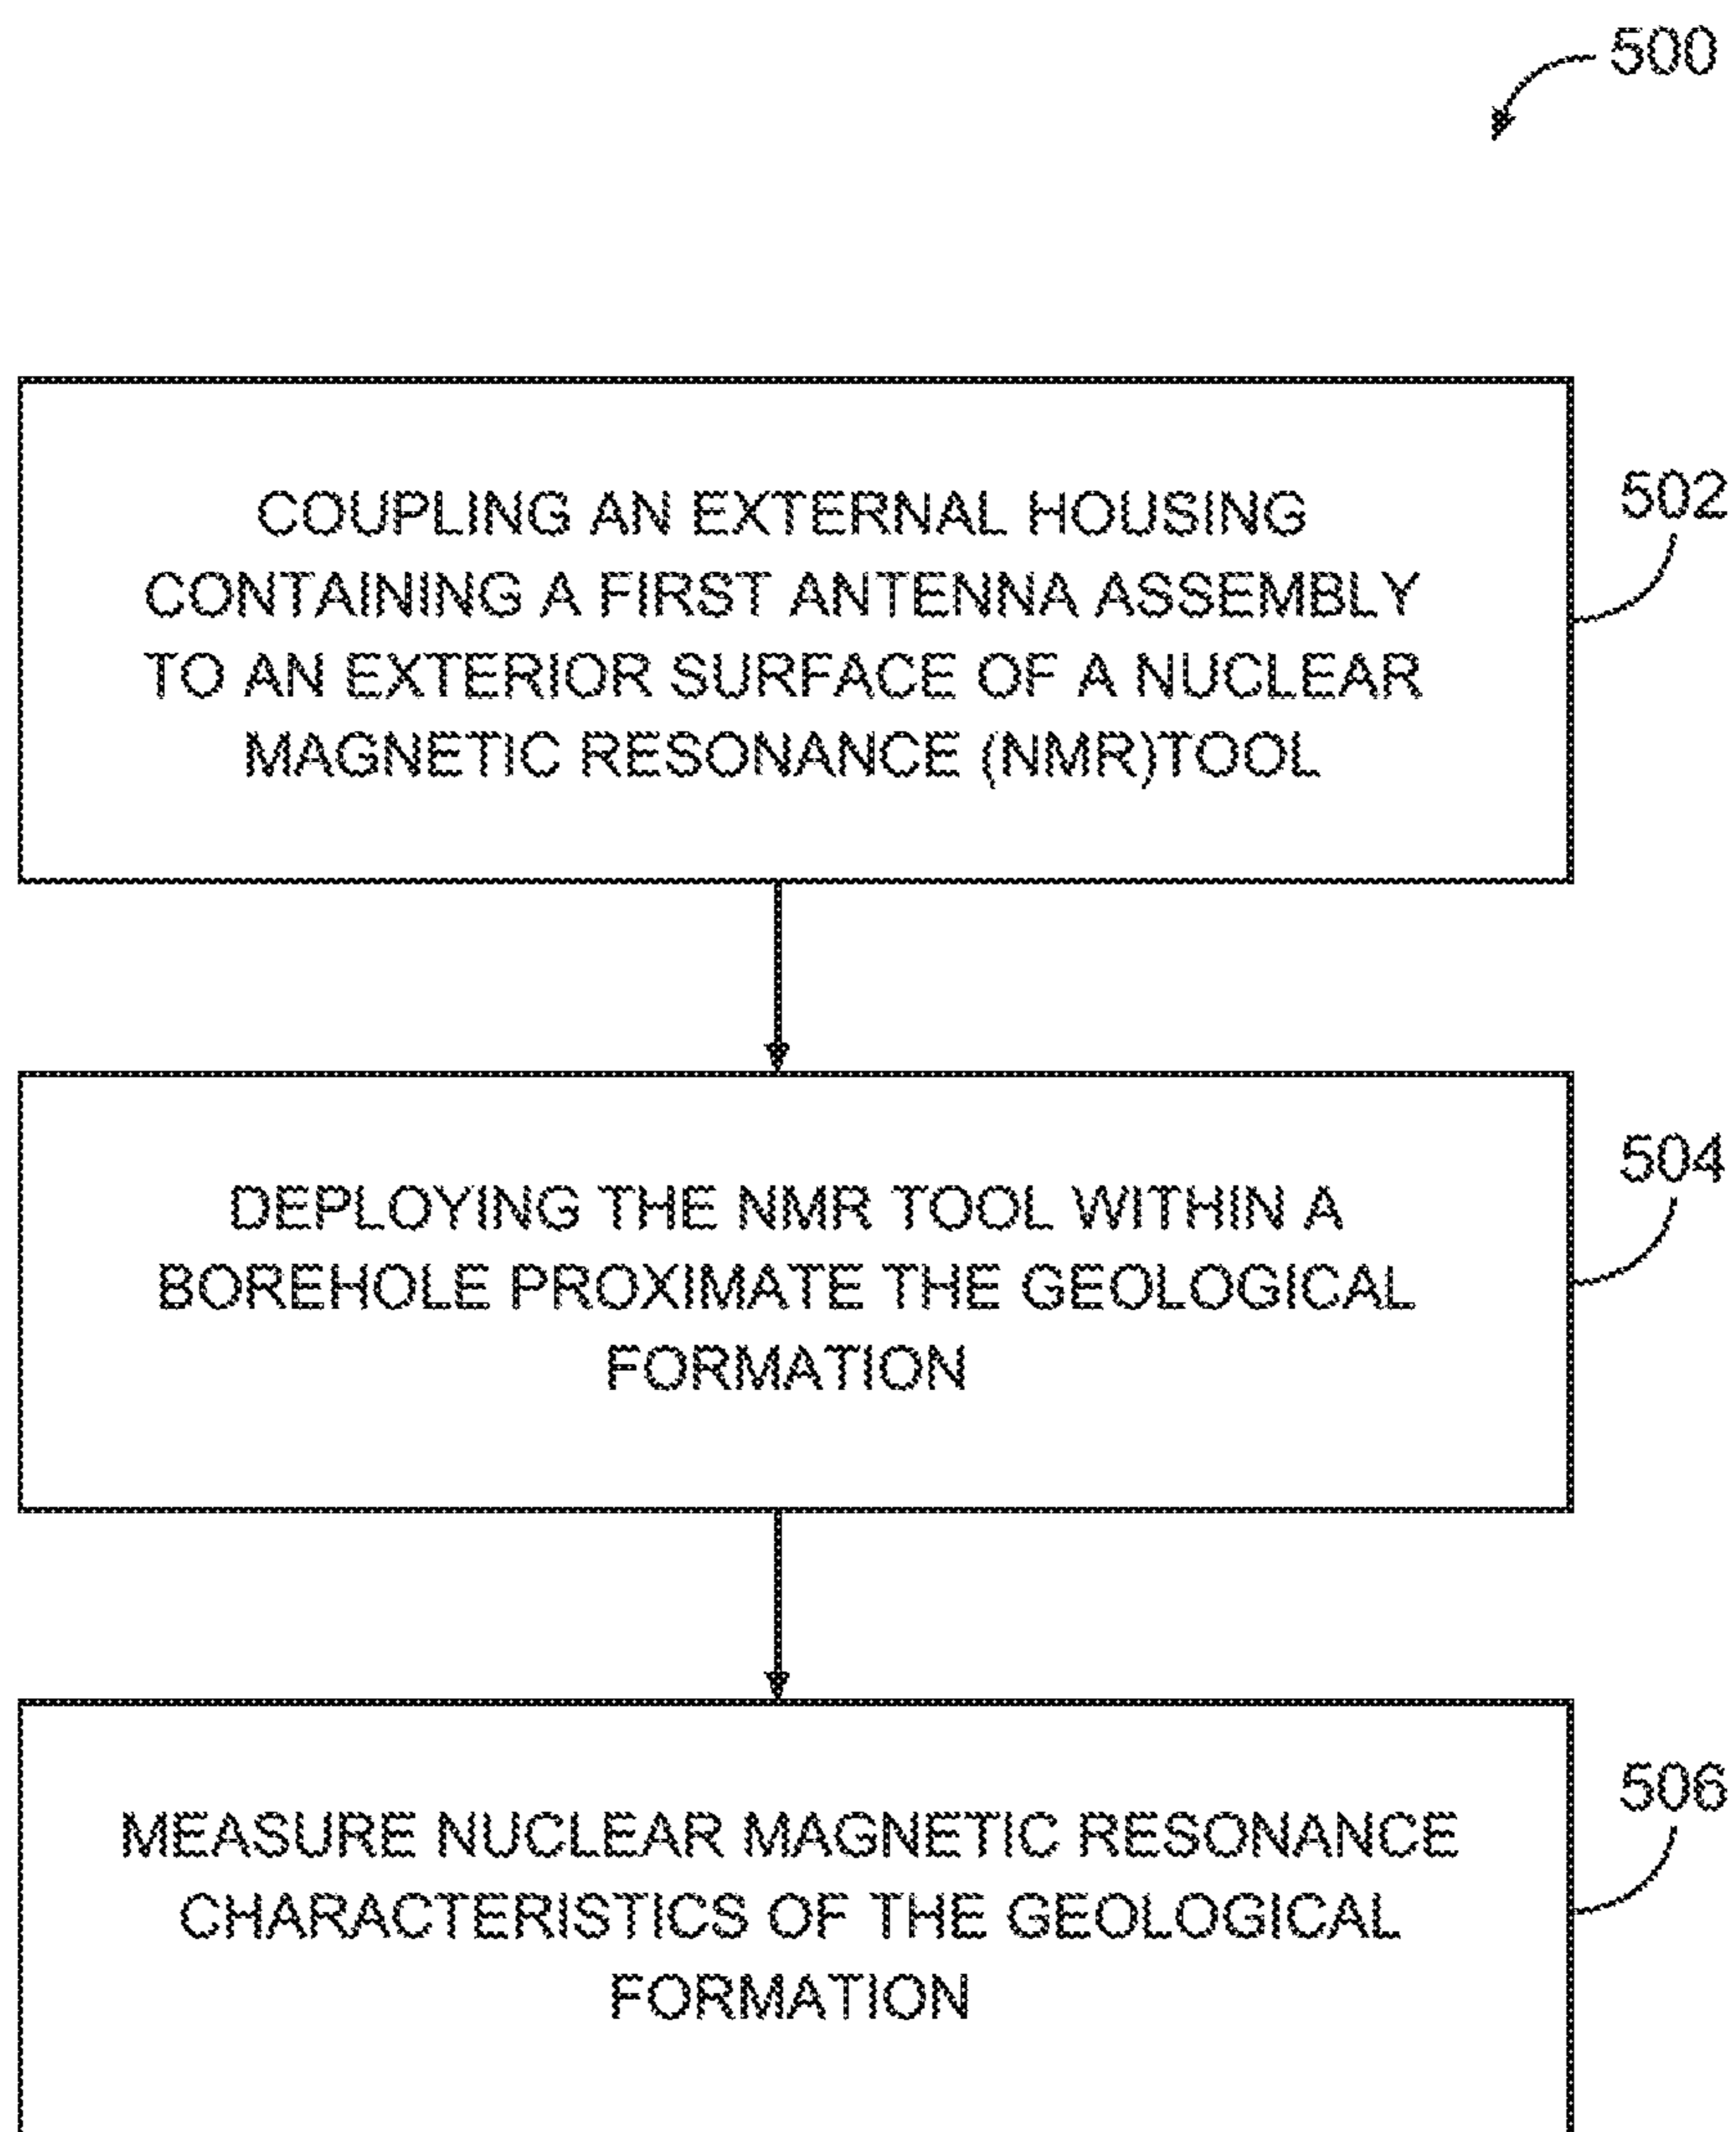 500
COUPLING AN EXTERNAL HOUSING
CONTAINING A FIRST ANTENNA ASSEMBLY
TO AN EXTERIOR SURFACE OF A NUCLEAR
MAGNETIC RESONANCE (NMR)TOOL
502
DEPLOYING THE NMR TOOL WITHIN A
BOREHOLE PROXIMATE THE GEOLOGICAL
FORMATION
504
MEASURE NUCLEAR MAGNETIC RESONANCE
CHARACTERISTICS OF THE GEOLOGICAL
FORMATION
506